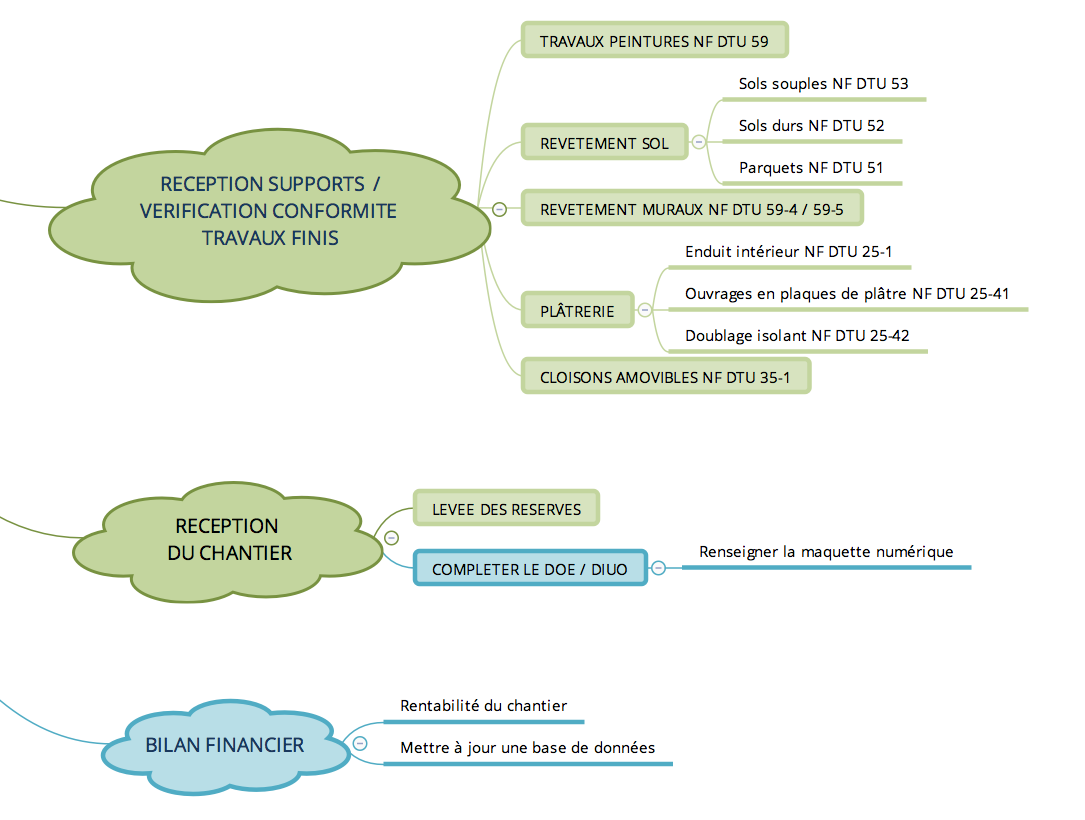 TRAVAUX PEINTURES NF DTU 59
RECEPTION SUPPORTS /
VERIFICATION CONFORMITE
TRAVAUX FINIS
REVETEMENT SOL
Sols souples NF DTU 53
Sols durs NF DTU 52
Parquets NF DTU 51
REVETEMENT MURAUX NF DTU 59-4 / 59-5
PLÂTRERIE
Enduit intérieur NF DTU 25-1
Ouvrages en plaques de plâtre NF DTU 25-41
Doublage isolant NF DTU 25-42
CLOISONS AMOVIBLES NF DTU 35-1
RECEPTION
DU CHANTIER
LEVEE DES RESERVES
COMPLETER LE DOE / DIUO
Renseigner la maquette numérique
BILAN FINANCIER
Rentabilité du chantier
Mettre à jour une base de données